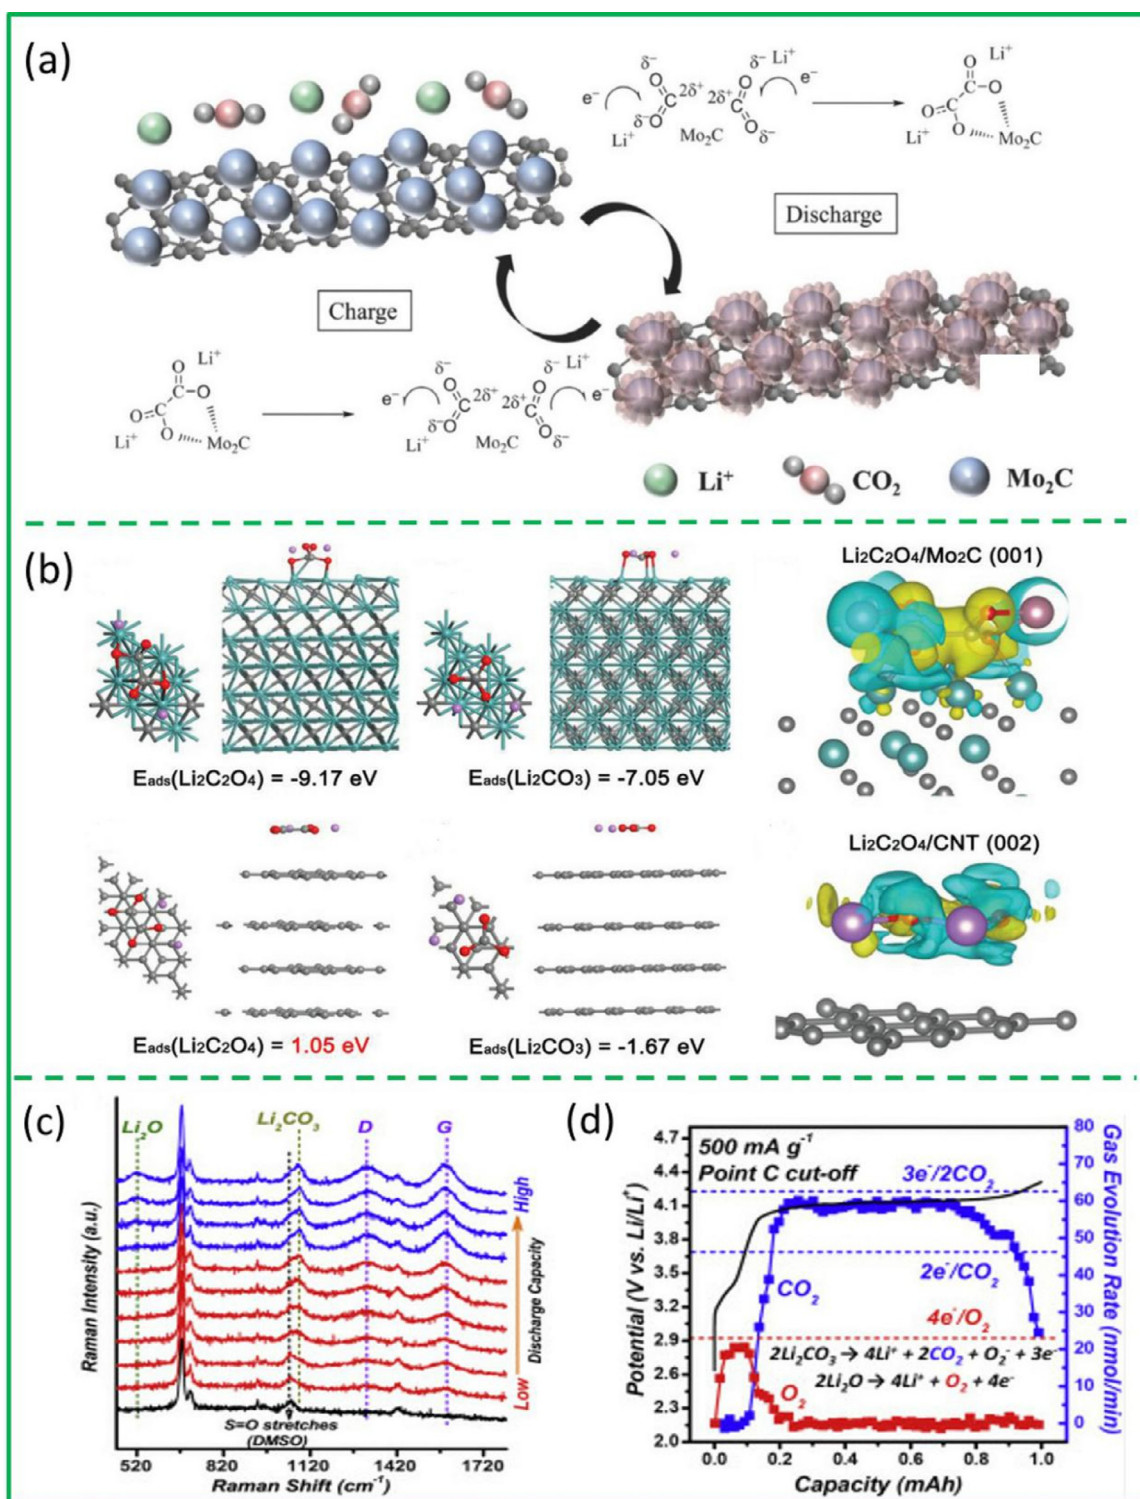 (a)
δ⁻ O C O δ⁻ 2δ⁺ 2δ⁺ δ⁻ O C O δ⁻ Li⁺
e⁻ e⁻
Li⁺ Mo₂C
O O O O Li⁺
Li⁺ Mo₂C
Discharge
Charge
Li⁺
O O O O
Li⁺ Mo₂C
δ⁻ O C O δ⁻ 2δ⁺ 2δ⁺ δ⁻ O C O δ⁻ Li⁺
e⁻ e⁻
Li⁺ Mo₂C
Li⁺ CO₂ Mo₂C
(b)
Li₂C₂O₄/Mo₂C (001)
E_ads(Li₂C₂O₄) = -9.17 eV
E_ads(Li₂CO₃) = -7.05 eV
Li₂C₂O₄/CNT (002)
E_ads(Li₂C₂O₄) = 1.05 eV
E_ads(Li₂CO₃) = -1.67 eV
(c)
Li₂O Li₂CO₃ D G
Raman Intensity (a.u.)
High
Discharge Capacity
Low
S=O stretches
(DMSO)
520 820 1120 1420 1720
Raman Shift (cm⁻¹)
(d)
500 mA g⁻¹
Point C cut-off
3e⁻/2CO₂
2e⁻/CO₂
CO₂
4e⁻/O₂
2Li₂CO₃ → 4Li⁺ + 2CO₂ + O₂⁻ + 3e⁻
2Li₂O → 4Li⁺ + O₂ + 4e⁻
O₂
Potential (V vs. Li/Li⁺)
4.7
4.4
4.1
3.8
3.5
3.2
2.9
2.6
2.3
2.0
Gas Evolution Rate (nmol/min)
80
70
60
50
40
30
20
10
0
0.0 0.2 0.4 0.6 0.8 1.0
Capacity (mAh)